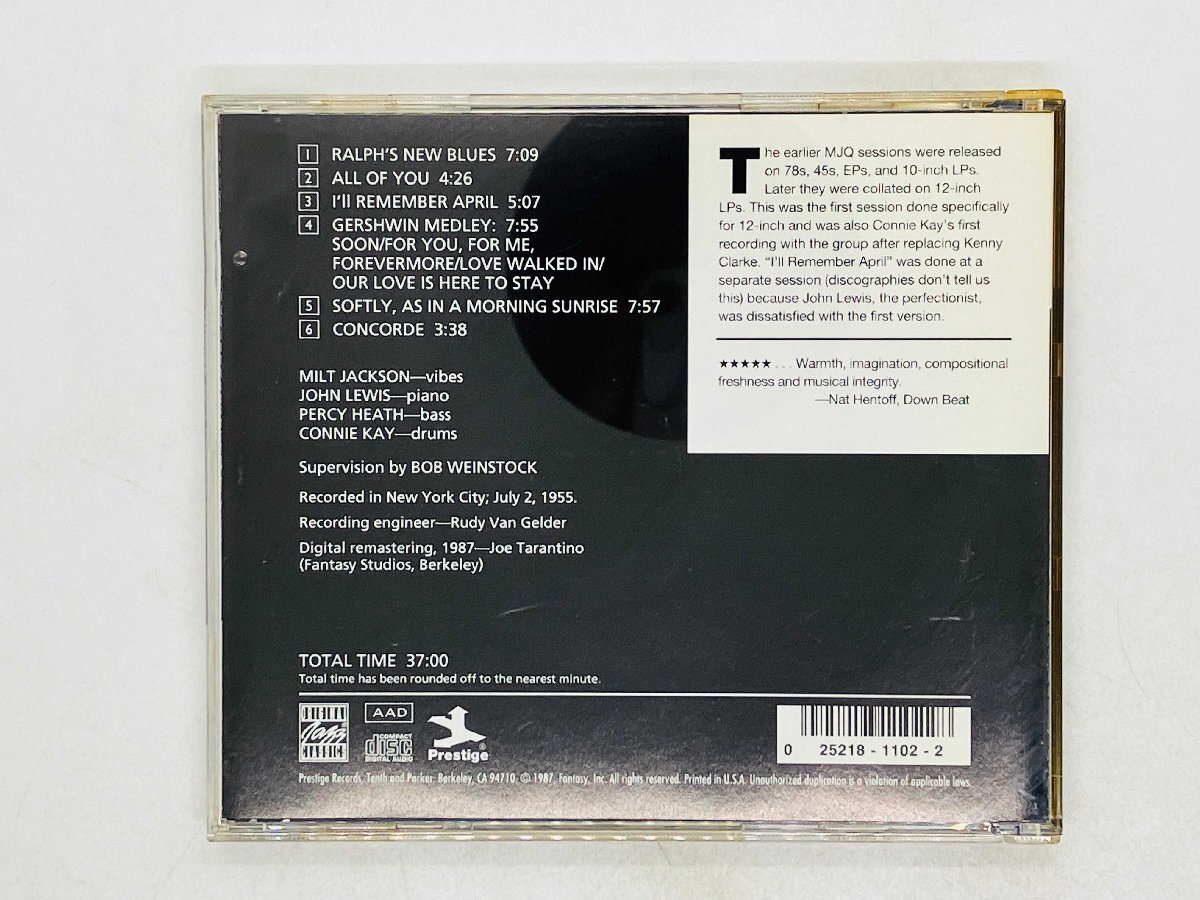 1 RALPH'S NEW BLUES 7:09
2 ALL OF YOU 4:26
3 I'll REMEMBER APRIL 5:07
4 GERSHWIN MEDLEY: 7:55
SOON/FOR YOU, FOR ME,
FOREVERMORE/LOVE WALKED IN/
OUR LOVE IS HERE TO STAY
5 SOFTLY, AS IN A MORNING SUNRISE 7:57
6 CONCORDE 3:38
MILT JACKSON—vibes
JOHN LEWIS—piano
PERCY HEATH—bass
CONNIE KAY—drums
Supervision by BOB WEINSTOCK
Recorded in New York City; July 2, 1955.
Recording engineer—Rudy Van Gelder
Digital remastering, 1987—Joe Tarantino
(Fantasy Studios, Berkeley)
TOTAL TIME 37:00
Total time has been rounded off to the nearest minute.
The earlier MJQ sessions were released
on 78s, 45s, EPs, and 10-inch LPs.
Later they were collated on 12-inch
LPs. This was the first session done specifically
for 12-inch and was also Connie Kay's first
recording with the group after replacing Kenny
Clarke. "I'll Remember April" was done at a
separate session (discographies don't tell us
this) because John Lewis, the perfectionist,
was dissatisfied with the first version.
★★★★★ . . . Warmth, imagination, compositional
freshness and musical integrity.
—Nat Hentoff, Down Beat
Jazz
AAD
COMPACT
disc
DIGITAL AUDIO
Prestige®
0 25218-1102-2
Prestige Records, Tenth and Parker, Berkeley, CA 94710. © 1987, Fantasy, Inc. All rights reserved. Printed in U.S.A. Unauthorized duplication is a violation of applicable laws.